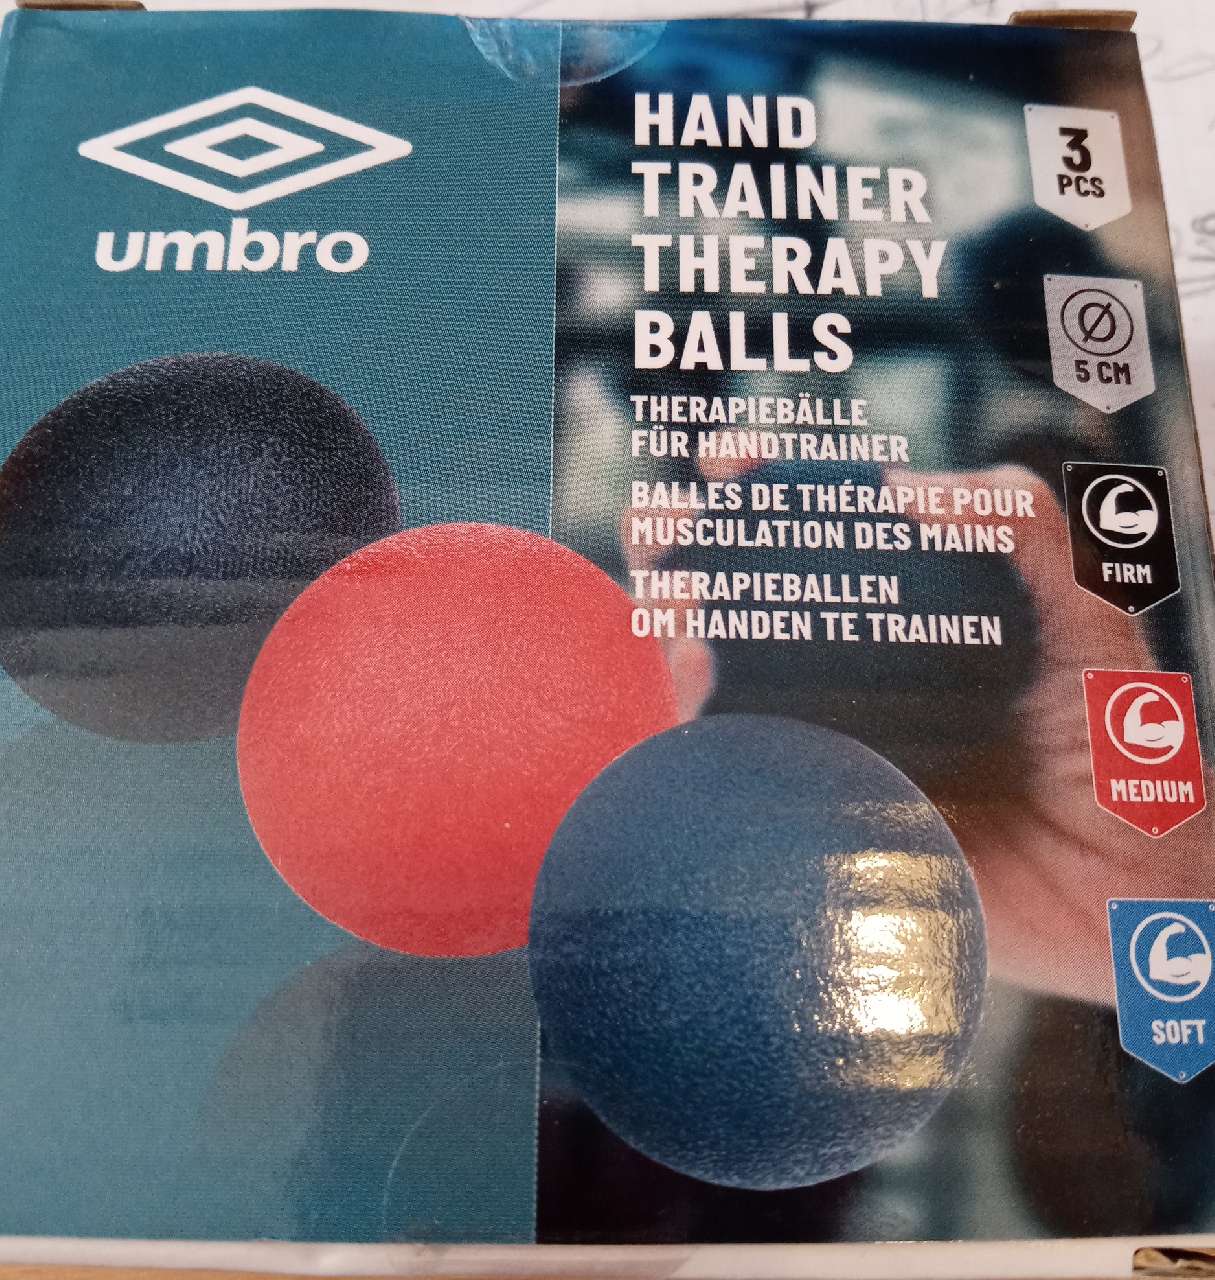 umbro
HAND
TRAINER
THERAPY
BALLS
THERAPIEBÄLLE
FÜR HANDTRAINER
BALLES DE THÉRAPIE POUR
MUSCULATION DES MAINS
THERAPIEBALLEN
OM HANDEN TE TRAINEN
3
PCS
Ø
5 CM
FIRM
MEDIUM
SOFT